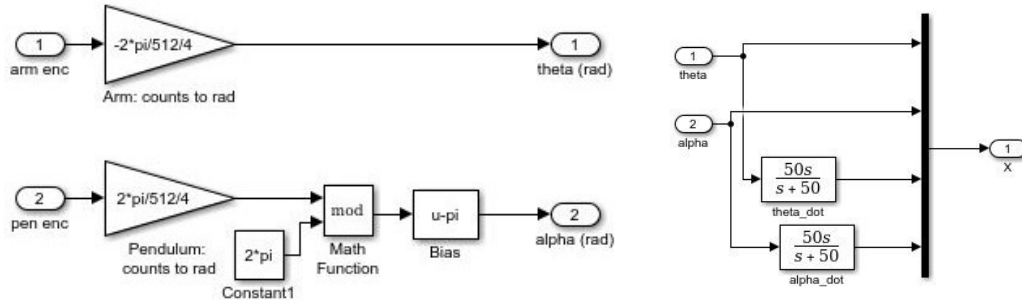 1
arm enc
-2*pi/512/4
Arm: counts to rad
1
theta (rad)
2
pen enc
2*pi/512/4
Pendulum:
counts to rad
2*pi
Constant1
mod
Math
Function
u-pi
Bias
2
alpha (rad)
1
theta
2
alpha
50s
s + 50
theta_dot
50s
s + 50
alpha_dot
1
X